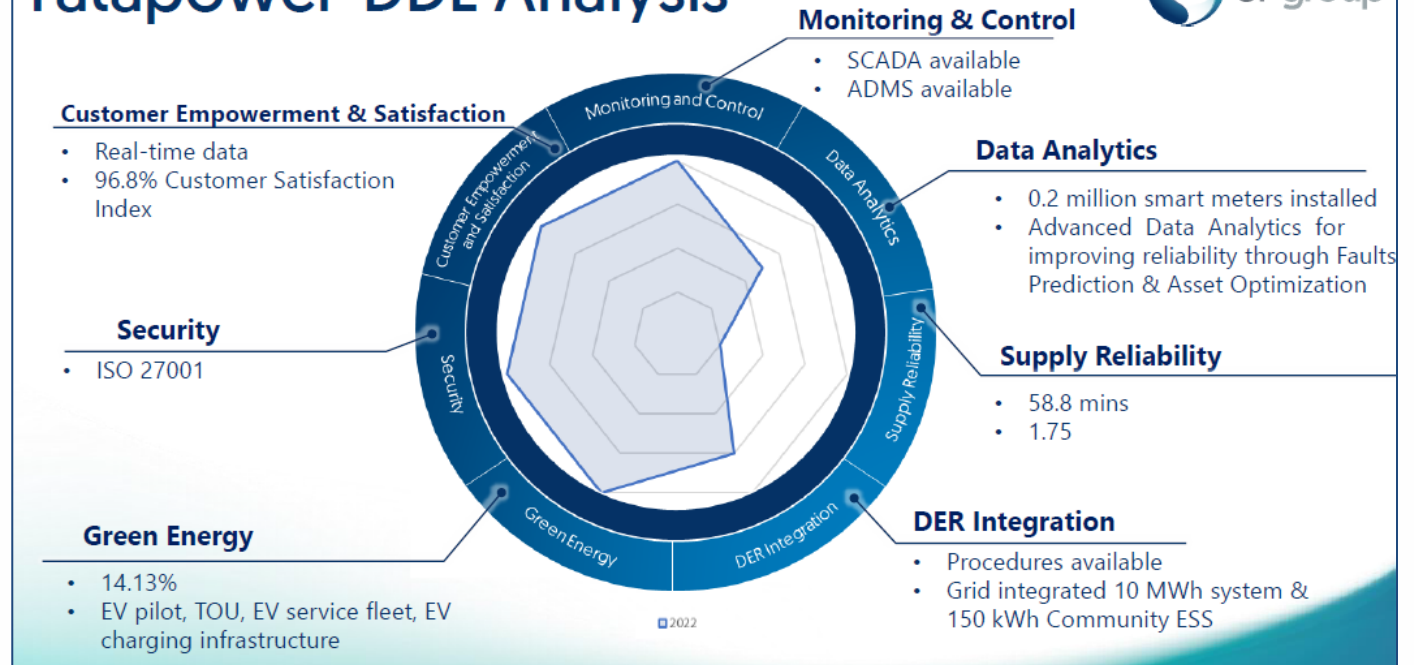 Tatapower-DDL Analysis
group
Monitoring & Control
• SCADA available
• ADMS available
Customer Empowerment & Satisfaction
• Real-time data
• 96.8% Customer Satisfaction
Index
Data Analytics
• 0.2 million smart meters installed
• Advanced Data Analytics for
improving reliability through Faults
Prediction & Asset Optimization
Security
• ISO 27001
Supply Reliability
• 58.8 mins
• 1.75
Green Energy
• 14.13%
• EV pilot, TOU, EV service fleet, EV
charging infrastructure
DER Integration
• Procedures available
• Grid integrated 10 MWh system &
150 kWh Community ESS
Monitoring and Control
Data Analytics
Supply Reliability
DER Integration
Green Energy
Security
Customer Empowerment
and Satisfaction
2022